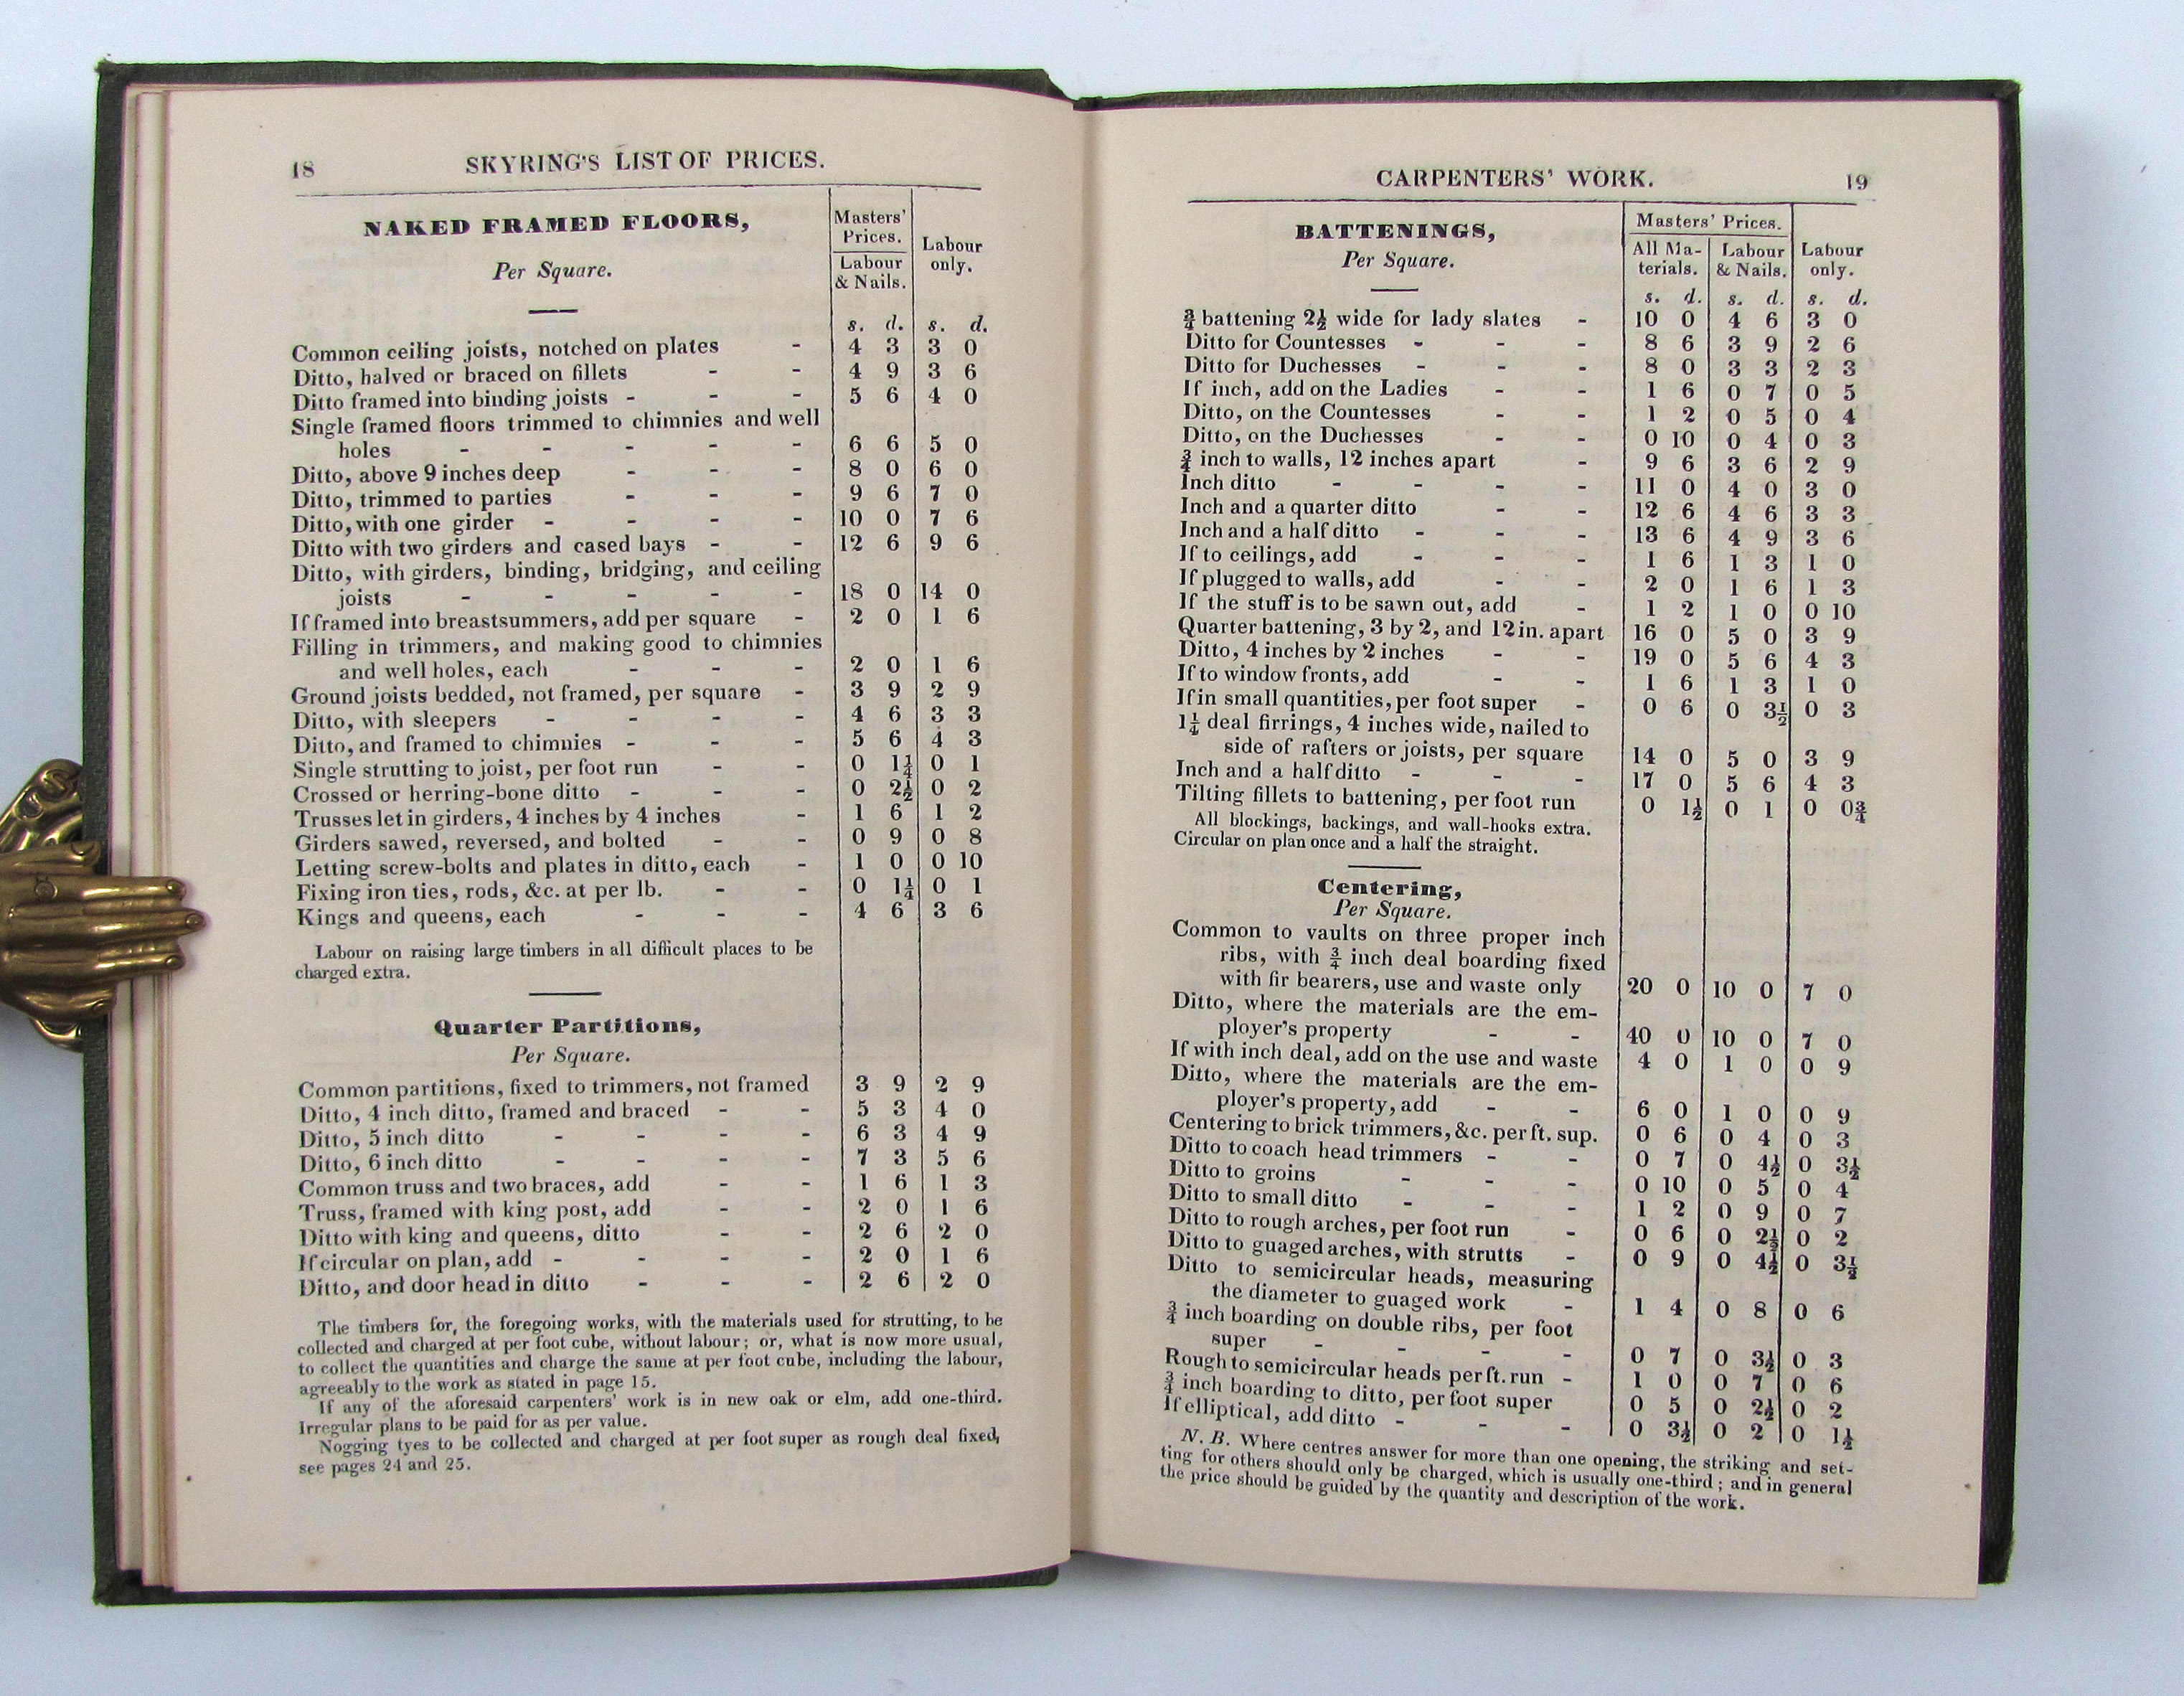 18 SKYRING'S LIST OF PRICES.
NAKED FRAMED FLOORS,
Per Square.
Masters' Prices.
Labour & Nails.
Labour only.
s. d. s. d.
Common ceiling joists, notched on plates - 4 3 3 0
Ditto, halved or braced on fillets - - 4 9 3 6
Ditto framed into binding joists - - - 5 6 4 0
Single framed floors trimmed to chimnies and well
holes - - - - - 6 6 5 0
Ditto, above 9 inches deep - - - 8 0 6 0
Ditto, trimmed to parties - - - 9 6 7 0
Ditto, with one girder - - - - 10 0 7 6
Ditto with two girders and cased bays - - 12 6 9 6
Ditto, with girders, binding, bridging, and ceiling
joists - - - - - 18 0 14 0
If framed into breastsummers, add per square - 2 0 1 6
Filling in trimmers, and making good to chimnies
and well holes, each - - - 2 0 1 6
Ground joists bedded, not framed, per square - 3 9 2 9
Ditto, with sleepers - - - - 4 6 3 3
Ditto, and framed to chimnies - - - 5 6 4 3
Single strutting to joist, per foot run - - 0 1¼ 0 1
Crossed or herring-bone ditto - - - 0 2½ 0 2
Trusses let in girders, 4 inches by 4 inches - 1 6 1 2
Girders sawed, reversed, and bolted - - 0 9 0 8
Letting screw-bolts and plates in ditto, each - 1 0 0 10
Fixing iron ties, rods, &c. at per lb. - - 0 1¼ 0 1
Kings and queens, each - - - 4 6 3 6
Labour on raising large timbers in all difficult places to be
charged extra.
Quarter Partitions,
Per Square.
Common partitions, fixed to trimmers, not framed 3 9 2 9
Ditto, 4 inch ditto, framed and braced - - 5 3 4 0
Ditto, 5 inch ditto - - - - 6 3 4 9
Ditto, 6 inch ditto - - - - 7 3 5 6
Common truss and two braces, add - - 1 6 1 3
Truss, framed with king post, add - - 2 0 1 6
Ditto with king and queens, ditto - - 2 6 2 0
If circular on plan, add - - - - 2 0 1 6
Ditto, and door head in ditto - - - 2 6 2 0
The timbers for, the foregoing works, with the materials used for strutting, to be
collected and charged at per foot cube, without labour; or, what is now more usual,
to collect the quantities and charge the same at per foot cube, including the labour,
agreeably to the work as stated in page 15.
If any of the aforesaid carpenters' work is in new oak or elm, add one-third.
Irregular plans to be paid for as per value.
Nogging tyes to be collected and charged at per foot super as rough deal fixed,
see pages 24 and 25.
CARPENTERS' WORK. 19
BATTENINGS,
Per Square.
Masters' Prices.
All Materials.
Labour & Nails.
Labour only.
s. d. s. d. s. d.
¾ battening 2½ wide for lady slates - 10 0 4 6 3 0
Ditto for Countesses - - - 8 6 3 9 2 6
Ditto for Duchesses - - - 8 0 3 3 2 3
If inch, add on the Ladies - - 1 6 0 7 0 5
Ditto, on the Countesses - - 1 2 0 5 0 4
Ditto, on the Duchesses - - 0 10 0 4 0 3
¾ inch to walls, 12 inches apart - 9 6 3 6 2 9
Inch ditto - - - - 11 0 4 0 3 0
Inch and a quarter ditto - - 12 6 4 6 3 3
Inch and a half ditto - - - 13 6 4 9 3 6
If to ceilings, add - - - 1 6 1 3 1 0
If plugged to walls, add - - 2 0 1 6 1 3
If the stuff is to be sawn out, add - 1 2 1 0 0 10
Quarter battening, 3 by 2, and 12 in. apart 16 0 5 0 3 9
Ditto, 4 inches by 2 inches - - 19 0 5 6 4 3
If to window fronts, add - - 1 6 1 3 1 0
If in small quantities, per foot super - 0 6 0 3½ 0 3
1¼ deal firrings, 4 inches wide, nailed to
side of rafters or joists, per square 14 0 5 0 3 9
Inch and a half ditto - - - 17 0 5 6 4 3
Tilting fillets to battening, per foot run 0 1½ 0 1 0 0¾
All blockings, backings, and wall-hooks extra.
Circular on plan once and a half the straight.
Centering,
Per Square.
Common to vaults on three proper inch
ribs, with ¾ inch deal boarding fixed
with fir bearers, use and waste only 20 0 10 0 7 0
Ditto, where the materials are the em-
ployer's property - - 40 0 10 0 7 0
If with inch deal, add on the use and waste 4 0 1 0 0 9
Ditto, where the materials are the em-
ployer's property, add - - 6 0 1 0 0 9
Centering to brick trimmers, &c. per ft. sup. 0 6 0 4 0 3
Ditto to coach head trimmers - - 0 7 0 4½ 0 3½
Ditto to groins - - - 0 10 0 5 0 4
Ditto to small ditto - - - 1 2 0 9 0 7
Ditto to rough arches, per foot run - 0 6 0 2½ 0 2
Ditto to guaged arches, with strutts - 0 9 0 4½ 0 3½
Ditto to semicircular heads, measuring
the diameter to guaged work - 1 4 0 8 0 6
¾ inch boarding on double ribs, per foot
super - - - - 0 7 0 3½ 0 3
Rough to semicircular heads per ft. run - 1 0 0 7 0 6
¾ inch boarding to ditto, per foot super 0 5 0 2½ 0 2
If elliptical, add ditto - - - 0 3½ 0 2 0 1½
N. B. Where centres answer for more than one opening, the striking and set-
ting for others should only be charged, which is usually one-third; and in general
the price should be guided by the quantity and description of the work.